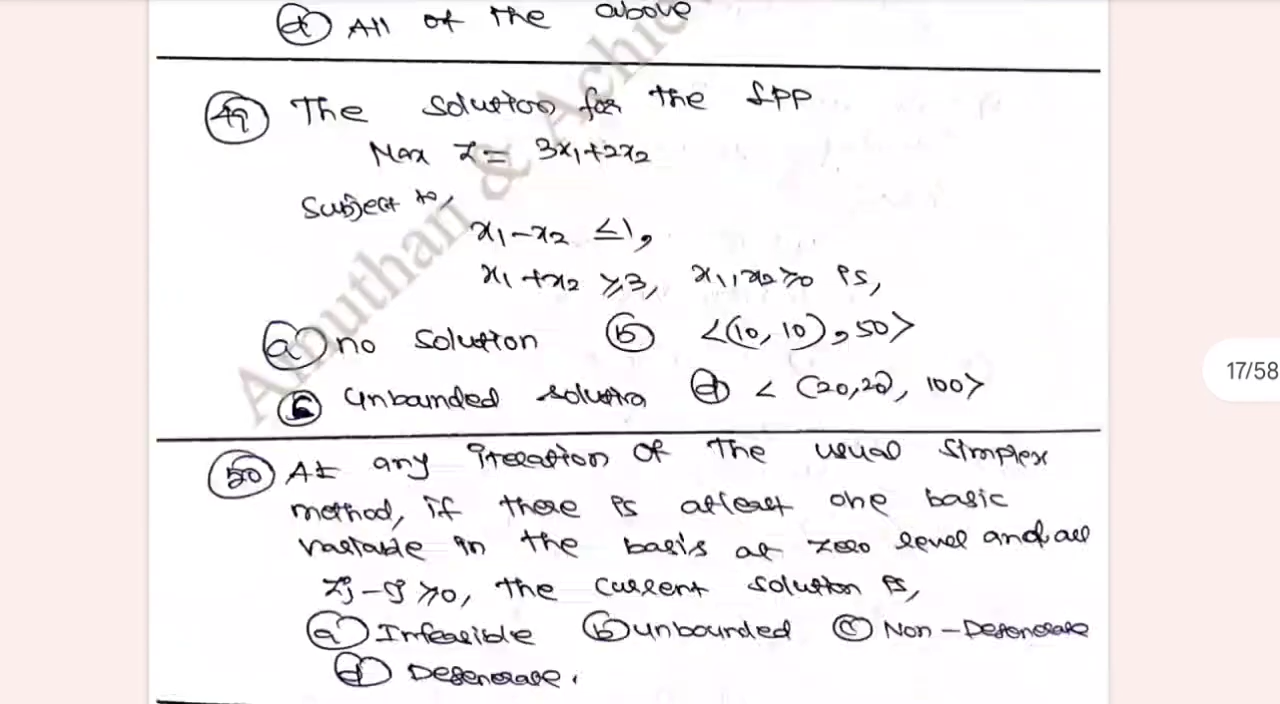 (d) All of the above
(49) The solution for the LPP
Max Z = 3x₁+2x₂
Subject to,
x₁-x₂ ≤1,
x₁+x₂ ≥3, x₁,x₂≥0 is,
(a) no solution (b) <(10,10),50>
(c) Unbounded solution (d) < (20,20), 100>
(50) At any iteration of the usual simplex
method, if there is atleast one basic
variable in the basis at zero level and all
Zj-Cj≥0, the current solution is,
(a) Infeasible (b) unbounded (c) Non-Degenerate
(d) Degenerate.
17/58
Amuthan & Achie